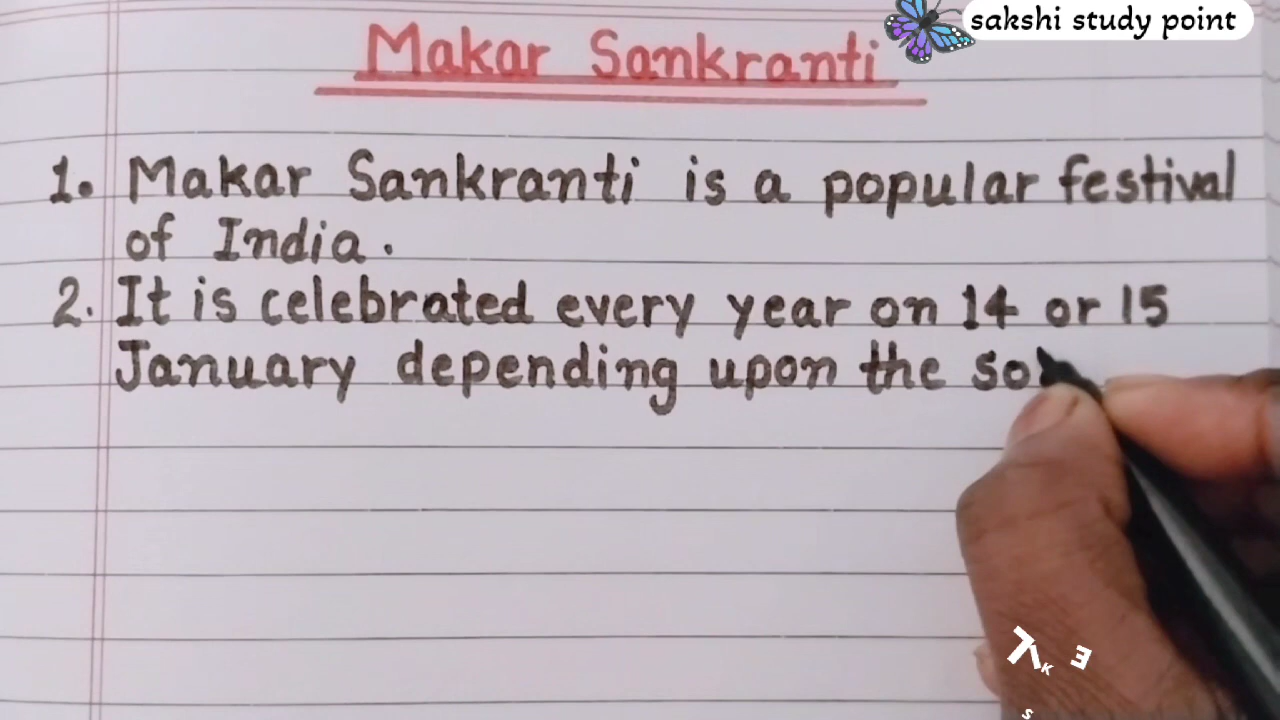 sakshi study point
Makar Sankranti
1. Makar Sankranti is a popular festival
of India.
2. It is celebrated every year on 14 or 15
January depending upon the so